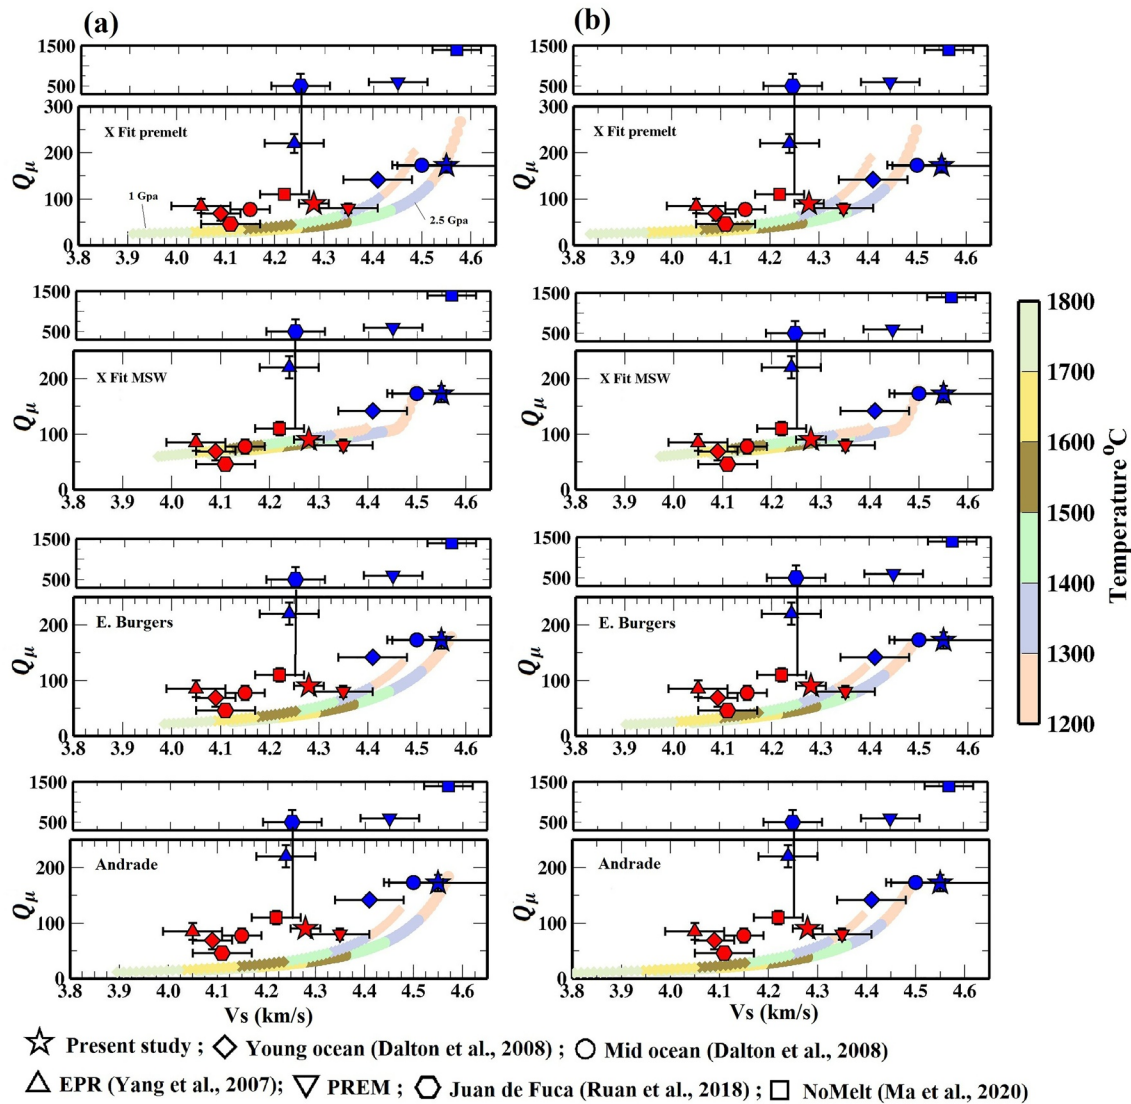 (a) (b)
1500 1500
500 500
300 300
X Fit premelt X Fit premelt
200 200
Qμ Qμ
100 100
1 Gpa 2.5 Gpa
0 0
3.8 3.9 4.0 4.1 4.2 4.3 4.4 4.5 4.6 3.8 3.9 4.0 4.1 4.2 4.3 4.4 4.5 4.6
1500 1500
500 500
X Fit MSW X Fit MSW
200 200
Qμ Qμ
100 100
0 0
3.8 3.9 4.0 4.1 4.2 4.3 4.4 4.5 4.6 3.8 3.9 4.0 4.1 4.2 4.3 4.4 4.5 4.6
1500 1500
500 500
E. Burgers E. Burgers
200 200
Qμ Qμ
100 100
0 0
3.8 3.9 4.0 4.1 4.2 4.3 4.4 4.5 4.6 3.8 3.9 4.0 4.1 4.2 4.3 4.4 4.5 4.6
1500 1500
500 500
Andrade Andrade
200 200
Qμ Qμ
100 100
0 0
3.8 3.9 4.0 4.1 4.2 4.3 4.4 4.5 4.6 3.8 3.9 4.0 4.1 4.2 4.3 4.4 4.5 4.6
Vs (km/s) Vs (km/s)
1800
1700
1600
1500
1400
1300
1200
Temperature °C
Present study ; Young ocean (Dalton et al., 2008) ; Mid ocean (Dalton et al., 2008)
EPR (Yang et al., 2007); PREM ; Juan de Fuca (Ruan et al., 2018) ; NoMelt (Ma et al., 2020)